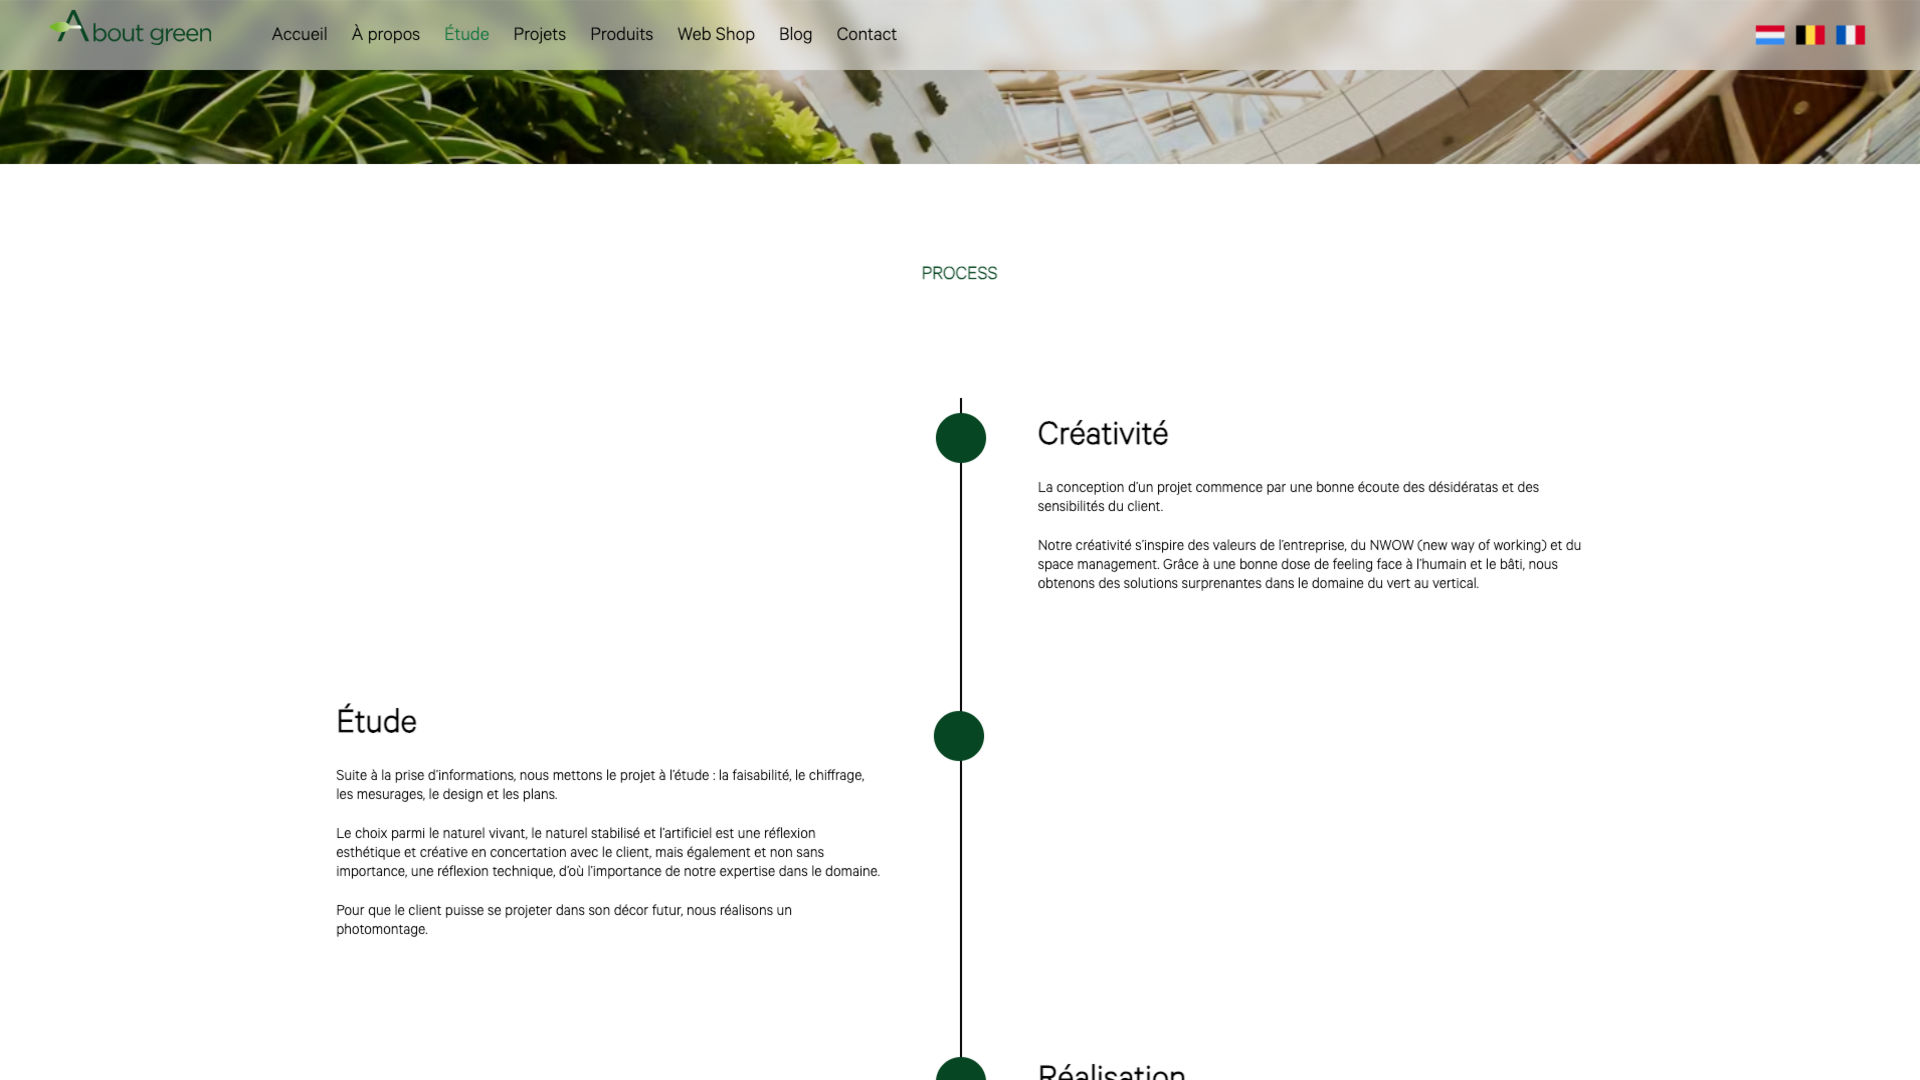 About green
Accueil
À propos
Étude
Projets
Produits
Web Shop
Blog
Contact
PROCESS
Créativité
La conception d'un projet commence par une bonne écoute des désidératas et des
sensibilités du client.
Notre créativité s'inspire des valeurs de l'entreprise, du NWOW (new way of working) et du
space management. Grâce à une bonne dose de feeling face à l'humain et le bâti, nous
obtenons des solutions surprenantes dans le domaine du vert au vertical.
Étude
Suite à la prise d'informations, nous mettons le projet à l'étude : la faisabilité, le chiffrage,
les mesurages, le design et les plans.
Le choix parmi le naturel vivant, le naturel stabilisé et l'artificiel est une réflexion
esthétique et créative en concertation avec le client, mais également et non sans
importance, une réflexion technique, d'où l'importance de notre expertise dans le domaine.
Pour que le client puisse se projeter dans son décor futur, nous réalisons un
photomontage.
Réalisation